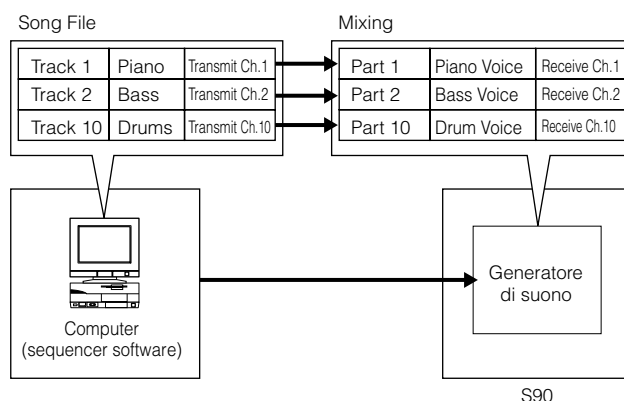 Song File
Mixing
Track 1 Piano Transmit Ch.1
Part 1 Piano Voice Receive Ch.1
Track 2 Bass Transmit Ch.2
Part 2 Bass Voice Receive Ch.2
Track 10 Drums Transmit Ch.10
Part 10 Drum Voice Receive Ch.10
Computer
(sequencer software)
Generatore
di suono
S90